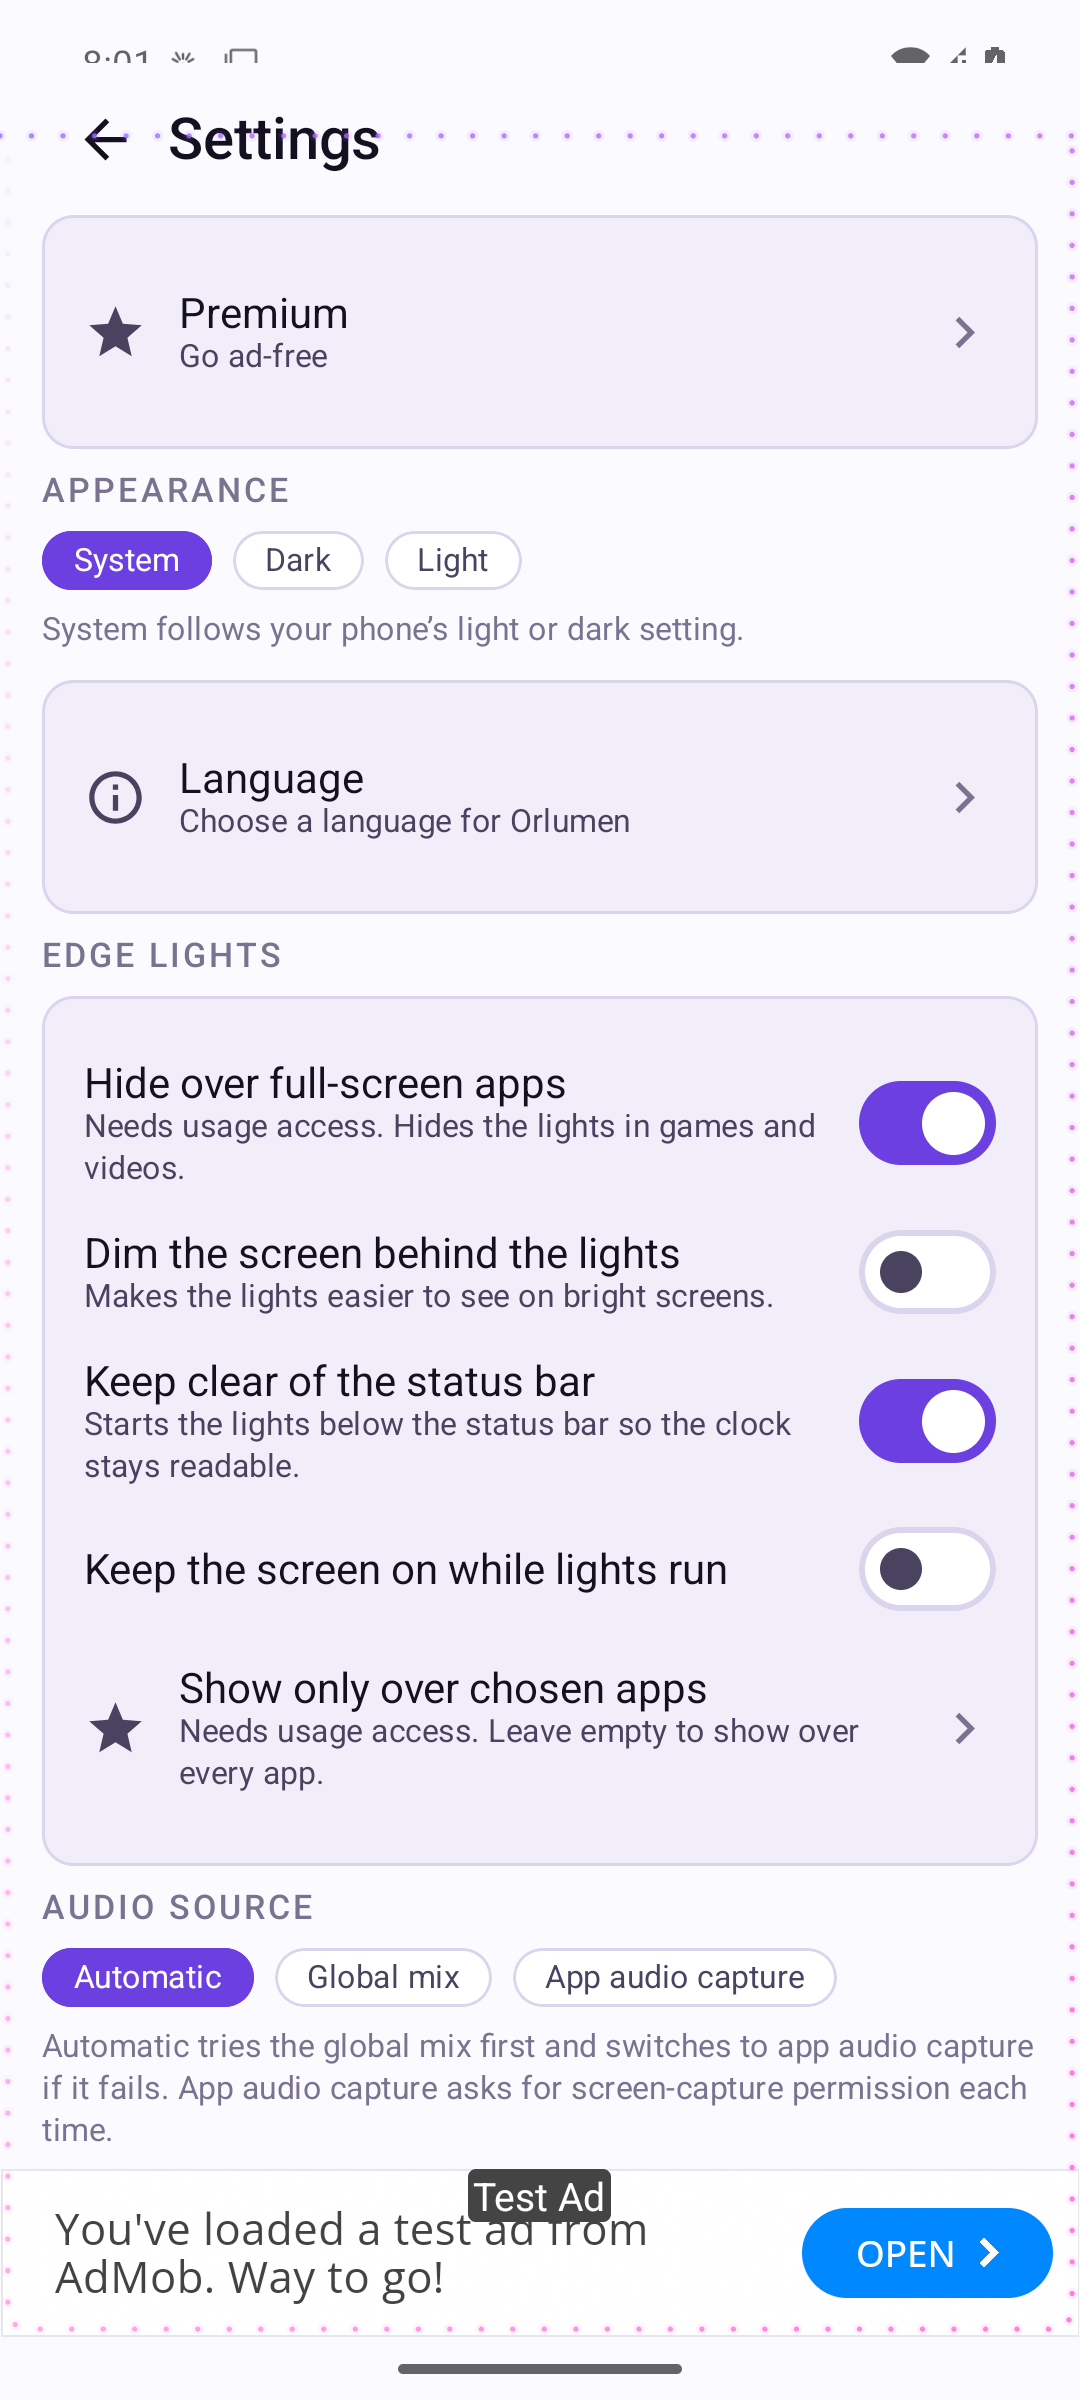 8:01
Settings
Premium
Go ad-free
APPEARANCE
System
Dark
Light
System follows your phone’s light or dark setting.
Language
Choose a language for Orlumen
EDGE LIGHTS
Hide over full-screen apps
Needs usage access. Hides the lights in games and
videos.
Dim the screen behind the lights
Makes the lights easier to see on bright screens.
Keep clear of the status bar
Starts the lights below the status bar so the clock
stays readable.
Keep the screen on while lights run
Show only over chosen apps
Needs usage access. Leave empty to show over
every app.
AUDIO SOURCE
Automatic
Global mix
App audio capture
Automatic tries the global mix first and switches to app audio capture
if it fails. App audio capture asks for screen-capture permission each
time.
Test Ad
You've loaded a test ad from
AdMob. Way to go!
OPEN